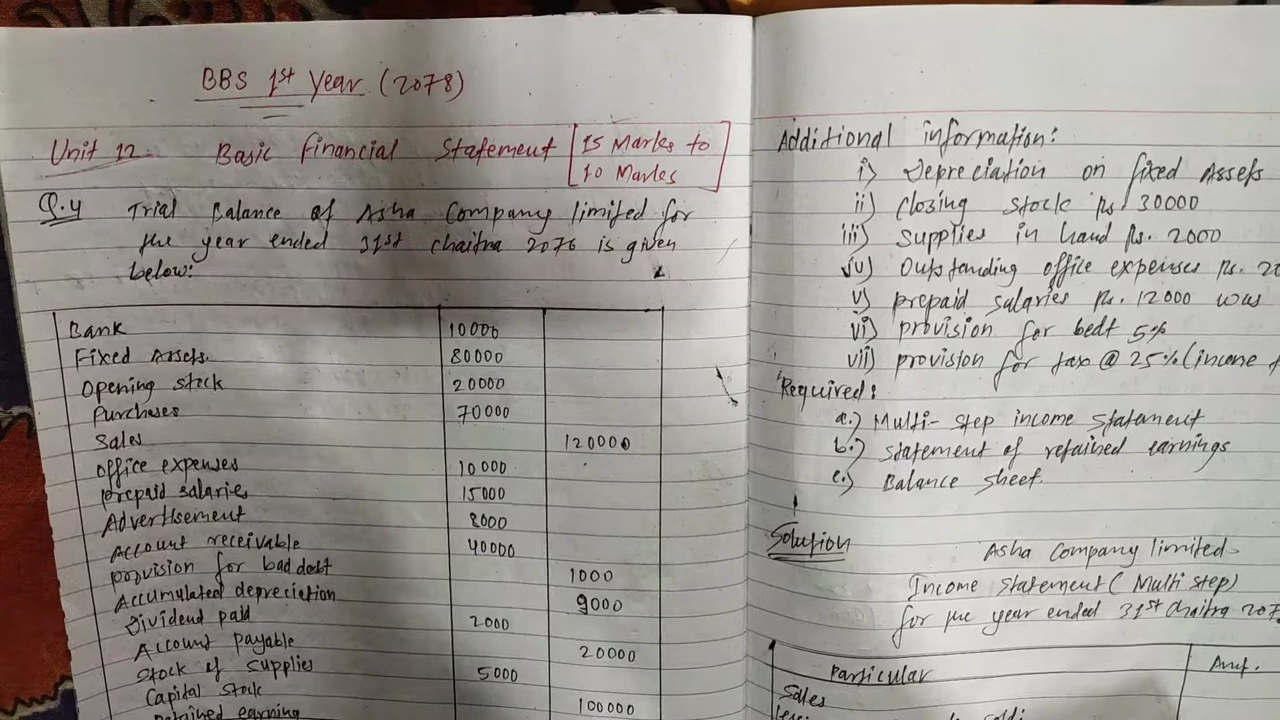 BBS 1st Year (2078)
Unit 12 Basic Financial Statement [15 Marks to
10 Marks]
Q.4 Trial Balance of Asha Company limited for
the year ended 31st chaitra 2076 is given
below:
Bank 10000
Fixed Assets. 80000
Opening stock 20000
Purchases 70000
Sales 120000
Office expenses 10000
prepaid salaries 15000
Advertisement 8000
Account receivable 40000
provision for bad debt 1000
Accumulated depreciation 9000
Dividend paid 2000
Account payable 20000
Stock of supplies 5000
Capital stock 100000
Retained earning
Additional information:
i) Depreciation on fixed Assets
ii) Closing stock Rs. 30000
iii) supplies in hand Rs. 2000
iv) Outstanding office expenses Rs. 20
v) prepaid salaries Rs. 12000 was
vi) provision for bedt 5%
vii) provision for tax @ 25% (income
Required:
a.) Multi-step income statement
b.) Statement of retained earnings
c.) Balance sheet.
Solution
Asha Company limited.
Income Statement (Multi step)
for the year ended 31st Chaitra 207
Particular Amt.
Sales